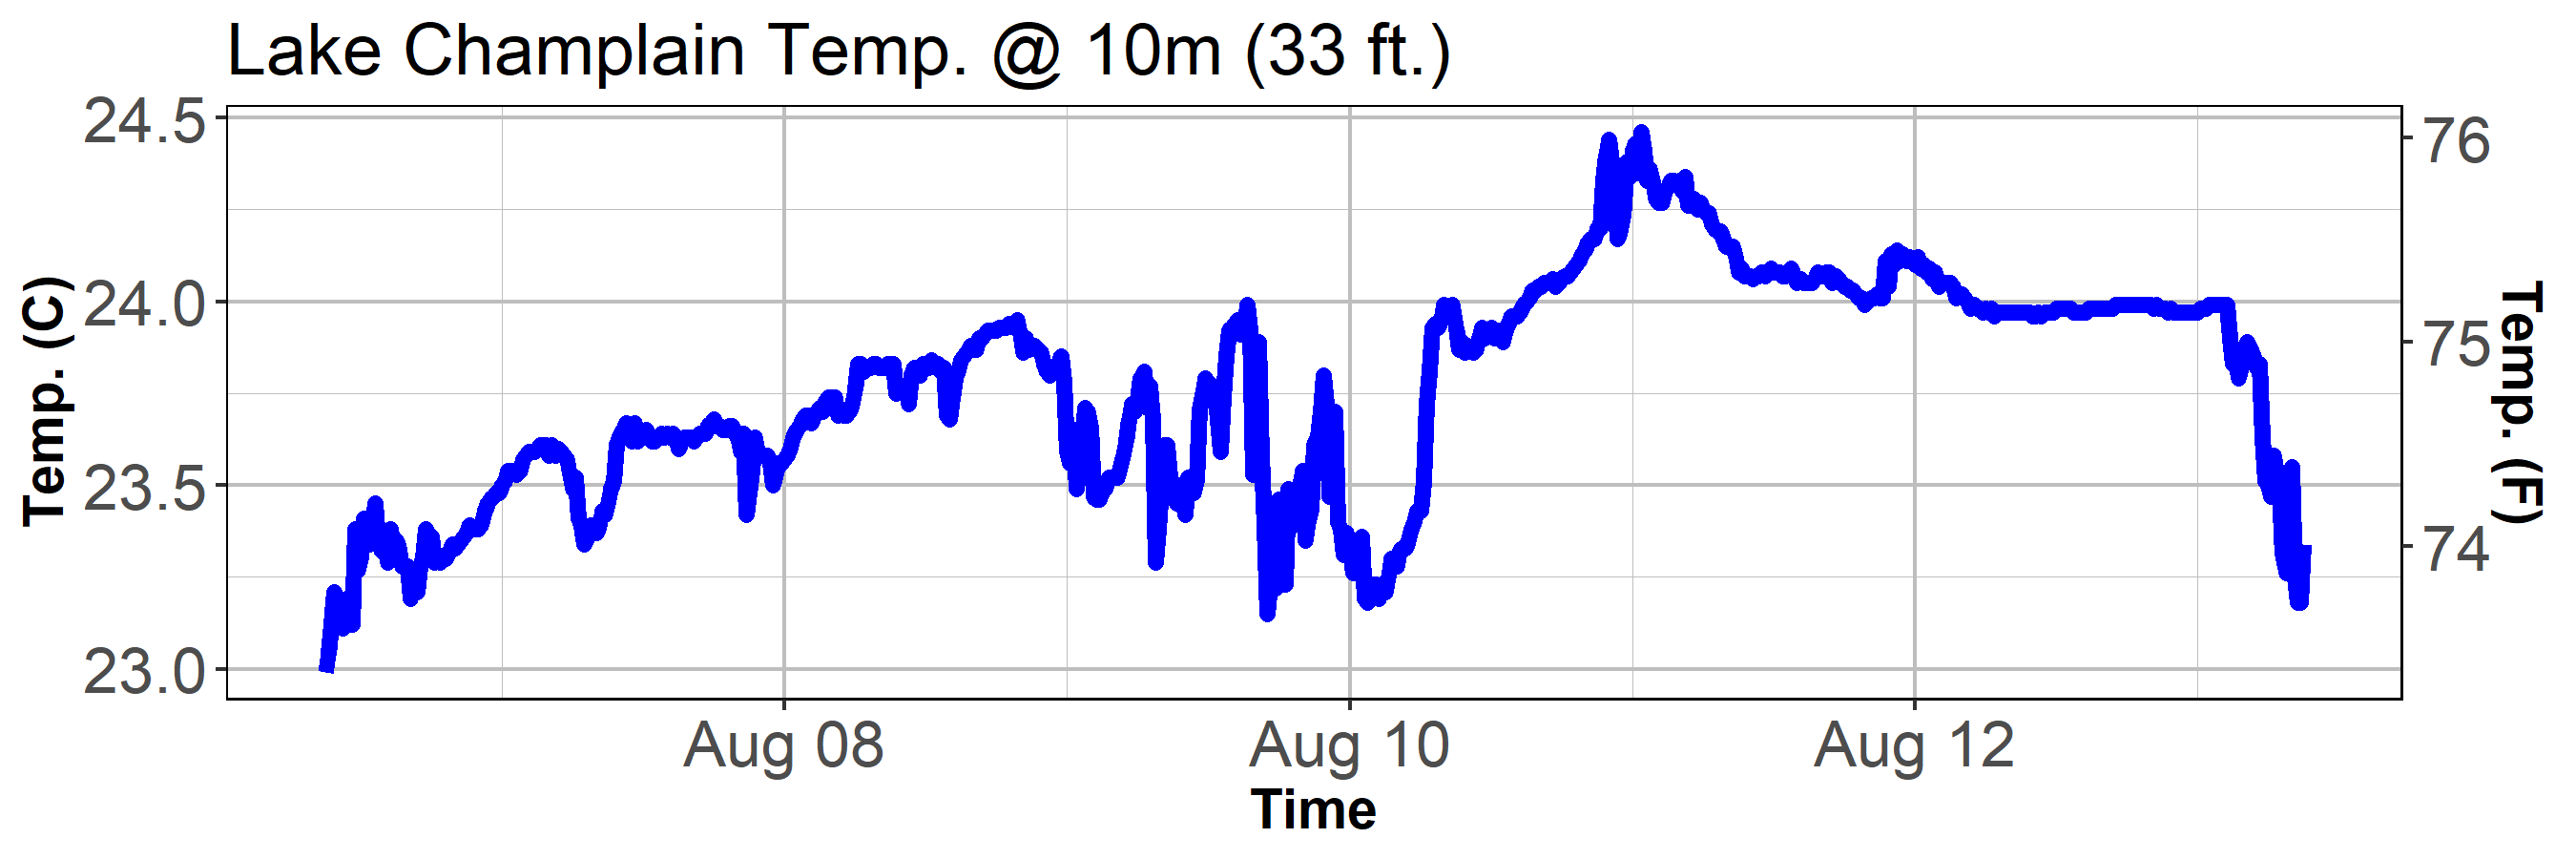 Lake Champlain Temp. @ 10m (33 ft.)
24.5
24.0
23.5
23.0
Temp. (C)
76
75
74
Temp. (F)
Aug 08 Aug 10 Aug 12
Time